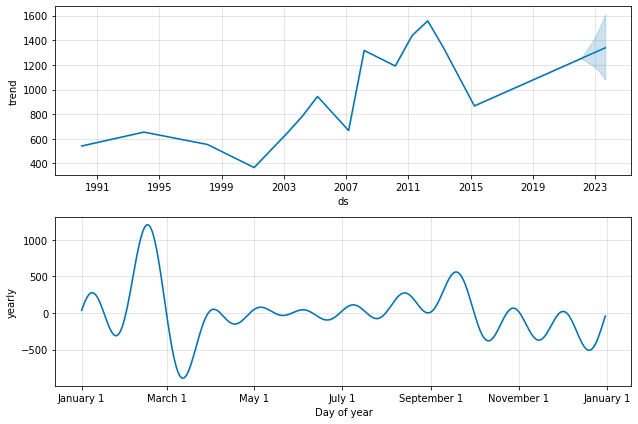 1600
1400
1200
1000
800
600
400
trend
1991 1995 1999 2003 2007 2011 2015 2019 2023
ds
1000
500
0
−500
yearly
January 1 March 1 May 1 July 1 September 1 November 1 January 1
Day of year